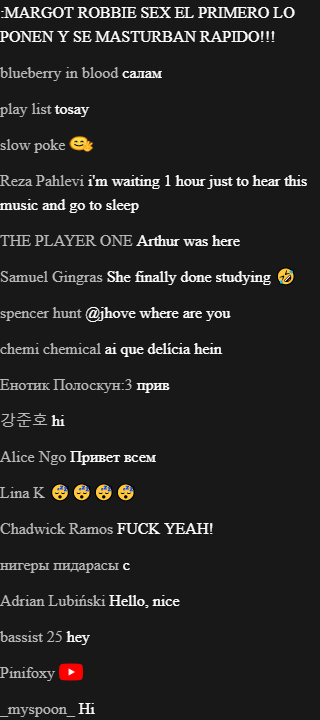 :MARGOT ROBBIE SEX EL PRIMERO LO
PONEN Y SE MASTURBAN RAPIDO!!!
blueberry in blood салам
play list tosay
slow poke
Reza Pahlevi i'm waiting 1 hour just to hear this
music and go to sleep
THE PLAYER ONE Arthur was here
Samuel Gingras She finally done studying 🤣
spencer hunt @jhove where are you
chemi chemical ai que delícia hein
Енотик Полоскун:3 прив
강준호 hi
Alice Ngo Привет всем
Lina K 😴😴😴😴
Chadwick Ramos FUCK YEAH!
нигеры пидарасы с
Adrian Lubiński Hello, nice
bassist 25 hey
Pinifoxy
_myspoon_ Hi